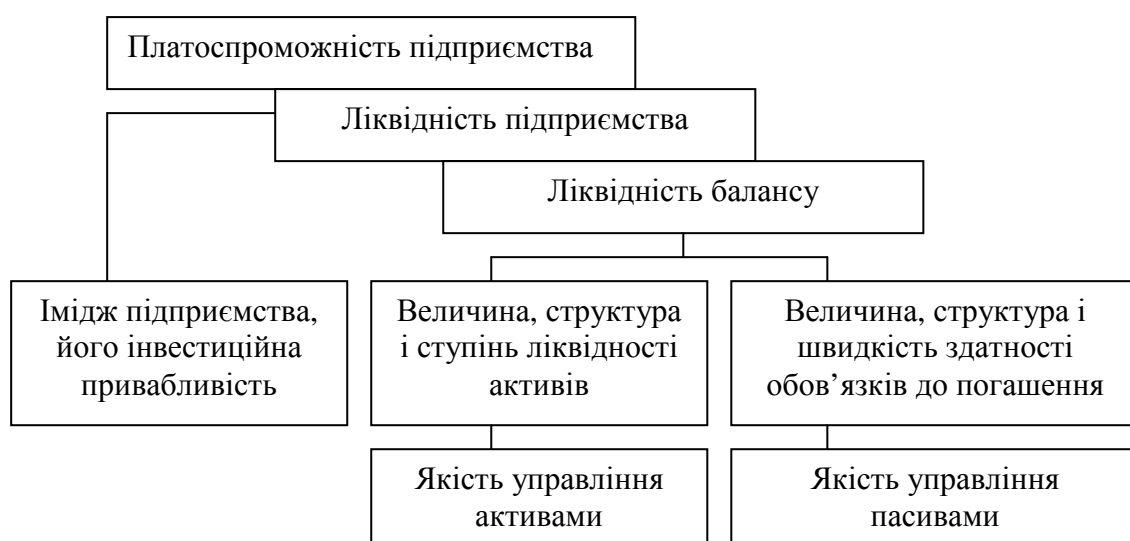 Платоспроможність підприємства
Ліквідність підприємства
Ліквідність балансу
Імідж підприємства,
його інвестиційна
привабливість
Величина, структура
і ступінь ліквідності
активів
Величина, структура і
швидкість здатності
обов’язків до погашення
Якість управління
активами
Якість управління
пасивами